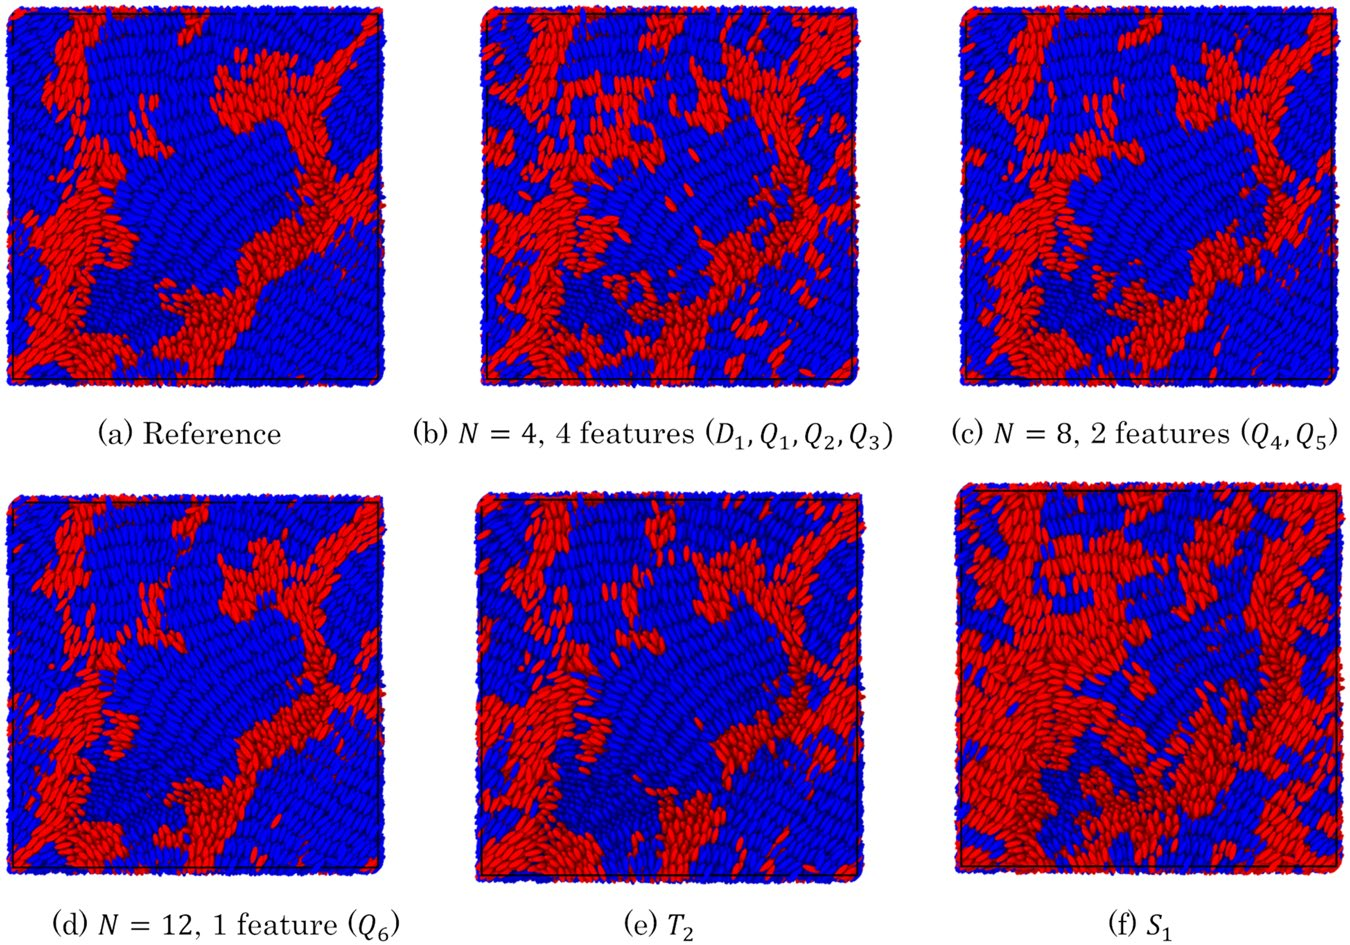 (a) Reference
(b) N = 4, 4 features (D₁, Q₁, Q₂, Q₃)
(c) N = 8, 2 features (Q₄, Q₅)
(d) N = 12, 1 feature (Q₆)
(e) T₂
(f) S₁